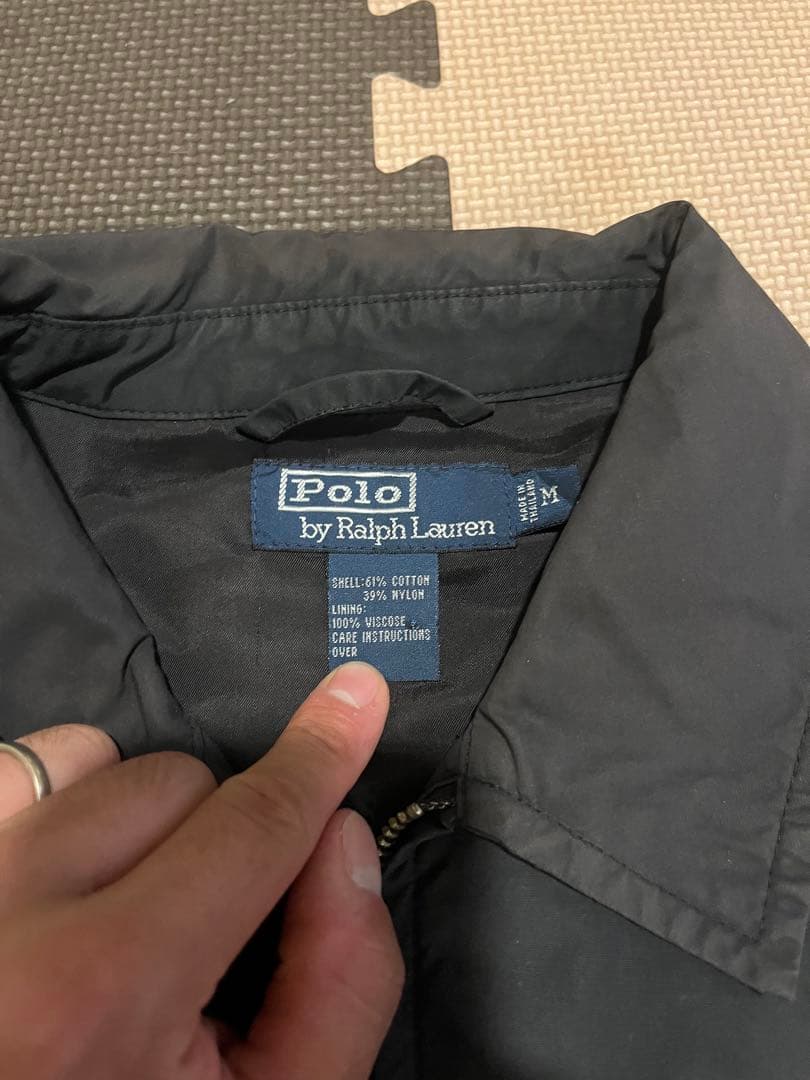 Polo
by Ralph Lauren
MADE IN
THAILAND
M
SHELL:61% COTTON
39% NYLON
LINING:
100% VISCOSE
CARE INSTRUCTIONS
OVER